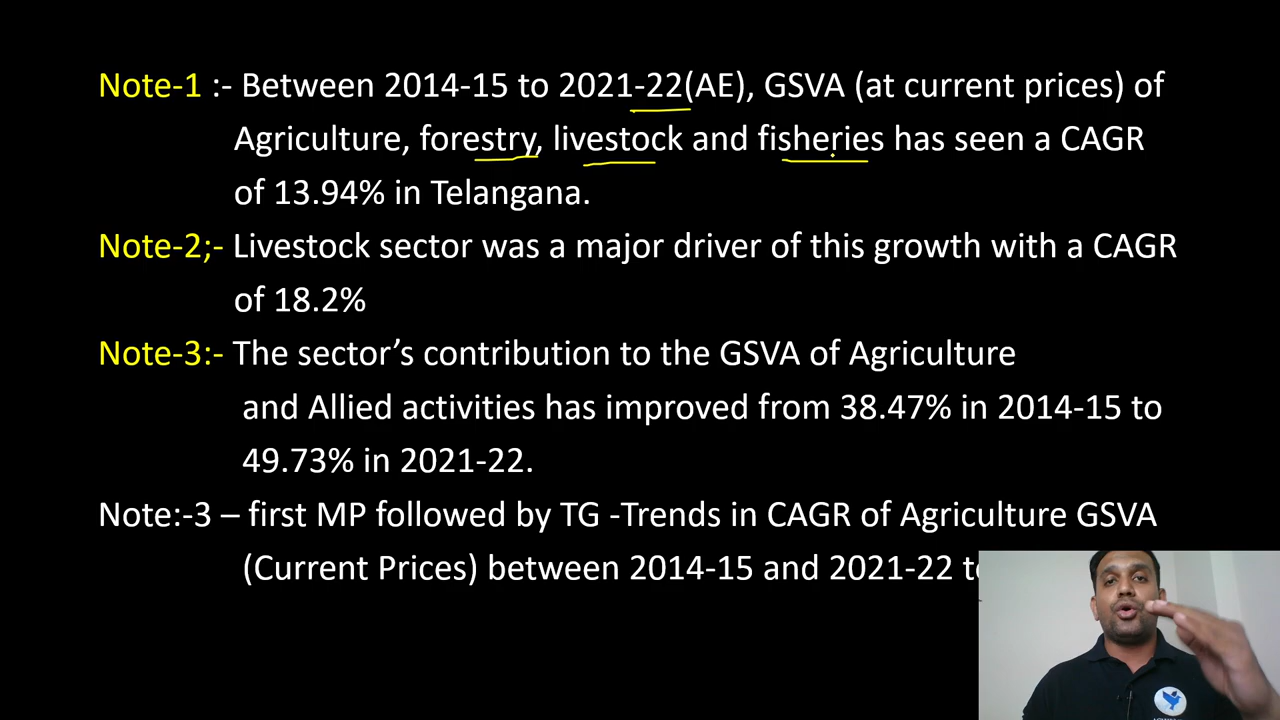 Note-1 :- Between 2014-15 to 2021-22(AE), GSVA (at current prices) of
Agriculture, forestry, livestock and fisheries has seen a CAGR
of 13.94% in Telangana.
Note-2;- Livestock sector was a major driver of this growth with a CAGR
of 18.2%
Note-3:- The sector’s contribution to the GSVA of Agriculture
and Allied activities has improved from 38.47% in 2014-15 to
49.73% in 2021-22.
Note:-3 – first MP followed by TG -Trends in CAGR of Agriculture GSVA
(Current Prices) between 2014-15 and 2021-22